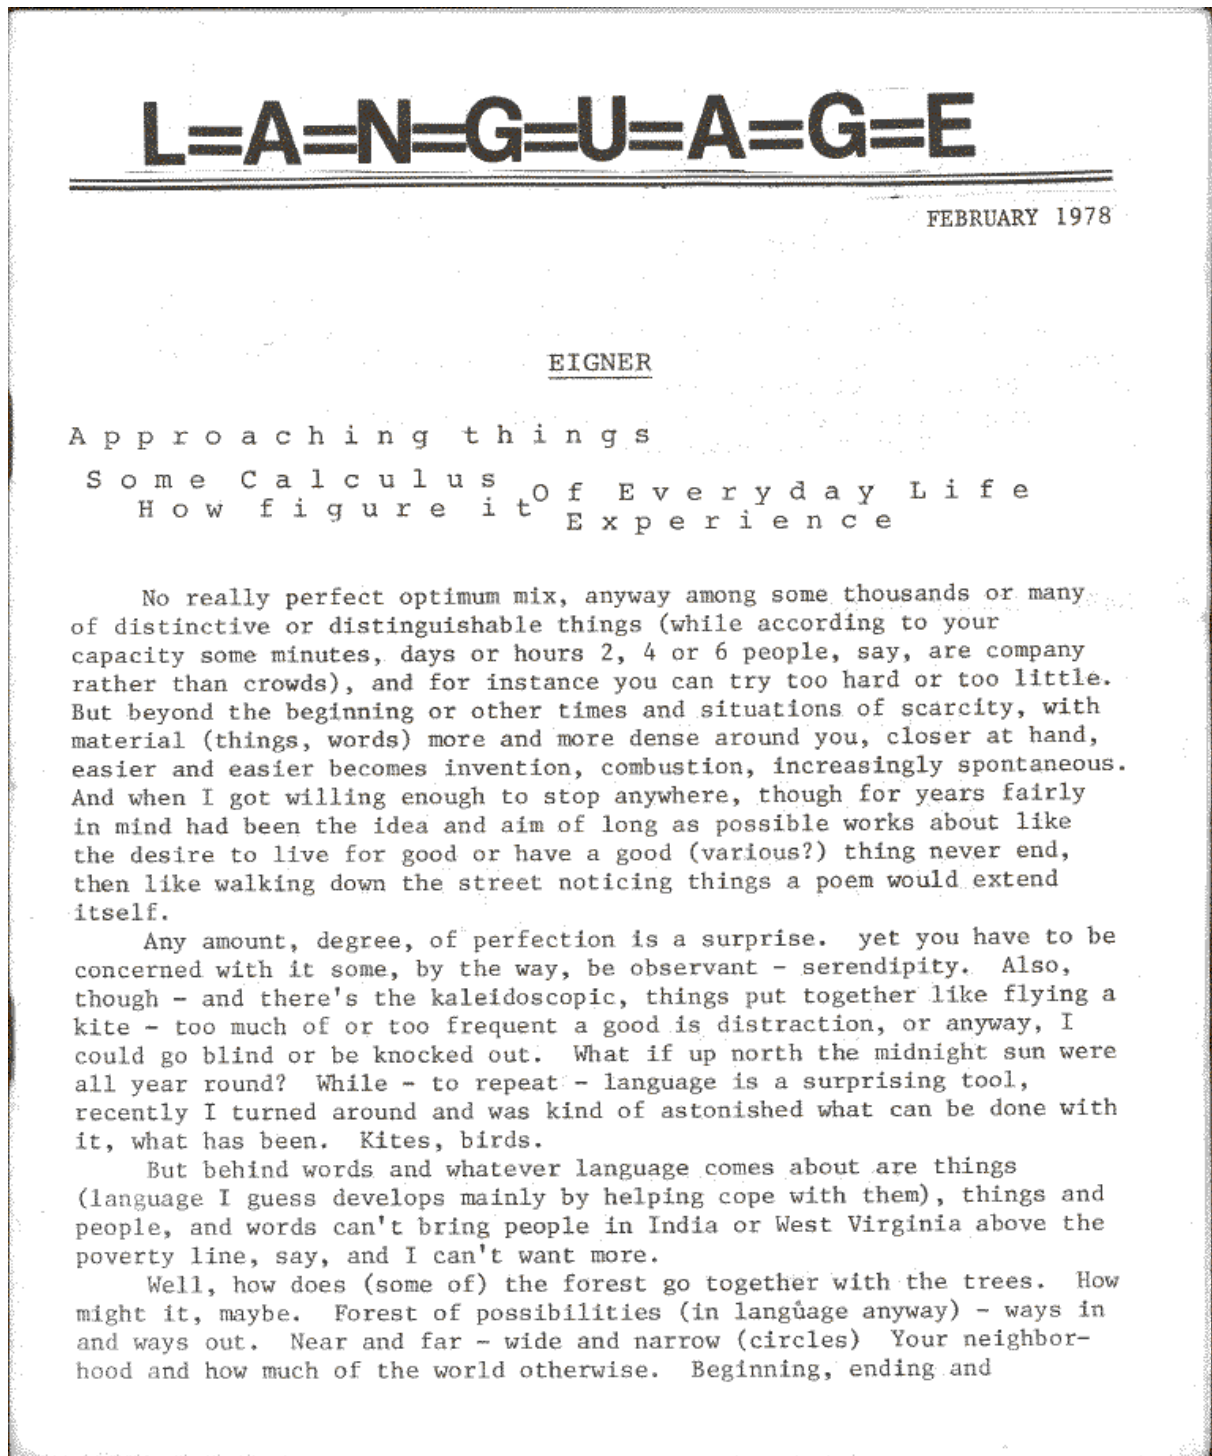 L=A=N=G=U=A=G=E
FEBRUARY 1978
EIGNER
Approaching things
Some Calculus
How figure it
Of Everyday Life
Experience
No really perfect optimum mix, anyway among some thousands or many
of distinctive or distinguishable things (while according to your
capacity some minutes, days or hours 2, 4 or 6 people, say, are company
rather than crowds), and for instance you can try too hard or too little.
But beyond the beginning or other times and situations of scarcity, with
material (things, words) more and more dense around you, closer at hand,
easier and easier becomes invention, combustion, increasingly spontaneous.
And when I got willing enough to stop anywhere, though for years fairly
in mind had been the idea and aim of long as possible works about like
the desire to live for good or have a good (various?) thing never end,
then like walking down the street noticing things a poem would extend
itself.
Any amount, degree, of perfection is a surprise. yet you have to be
concerned with it some, by the way, be observant - serendipity. Also,
though - and there's the kaleidoscopic, things put together like flying a
kite - too much of or too frequent a good is distraction, or anyway, I
could go blind or be knocked out. What if up north the midnight sun were
all year round? While - to repeat - language is a surprising tool,
recently I turned around and was kind of astonished what can be done with
it, what has been. Kites, birds.
But behind words and whatever language comes about are things
(language I guess develops mainly by helping cope with them), things and
people, and words can't bring people in India or West Virginia above the
poverty line, say, and I can't want more.
Well, how does (some of) the forest go together with the trees. How
might it, maybe. Forest of possibilities (in language anyway) - ways in
and ways out. Near and far - wide and narrow (circles) Your neighbor-
hood and how much of the world otherwise. Beginning, ending and